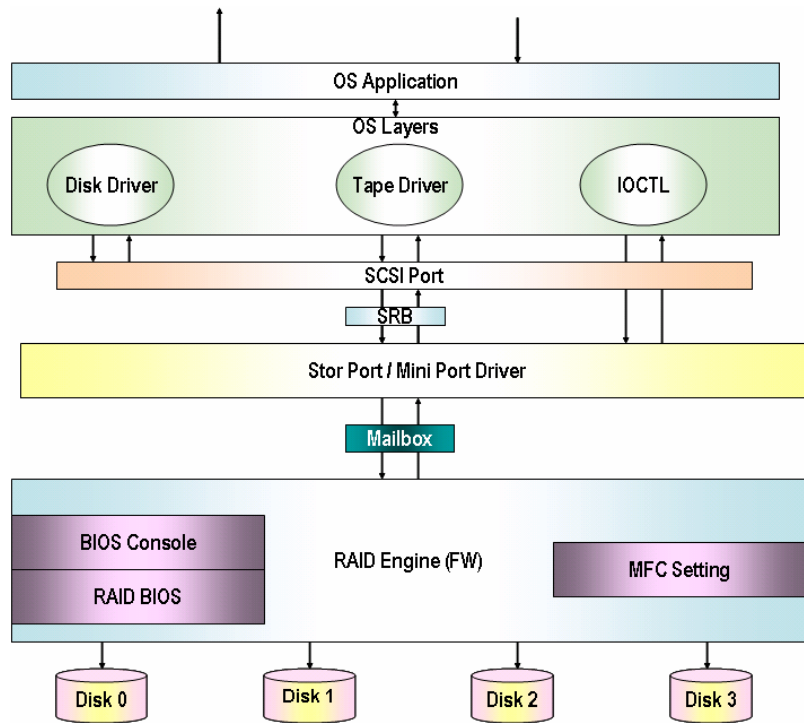 OS Application
OS Layers
Disk Driver
Tape Driver
IOCTL
SCSI Port
SRB
Stor Port / Mini Port Driver
Mailbox
BIOS Console
RAID Engine (FW)
MFC Setting
RAID BIOS
Disk 0
Disk 1
Disk 2
Disk 3